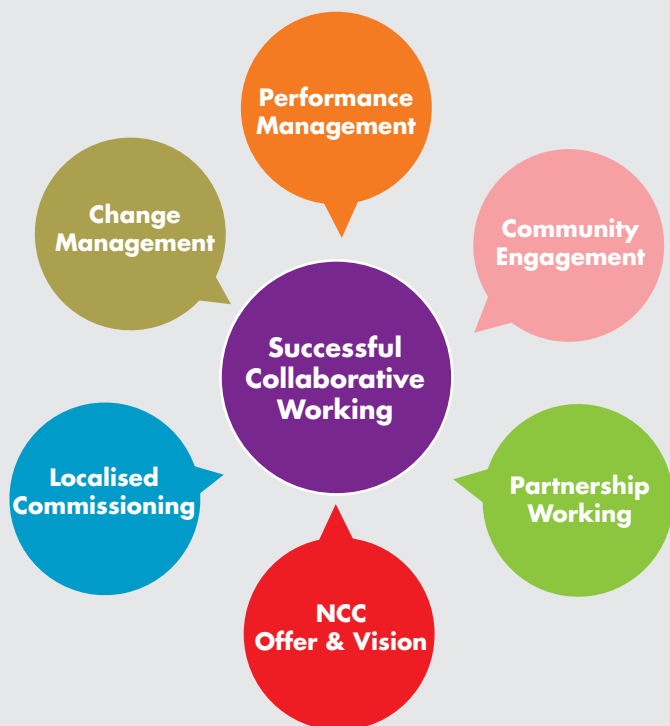 Performance
Management
Change
Management
Community
Engagement
Successful
Collaborative
Working
Localised
Commissioning
Partnership
Working
NCC
Offer & Vision